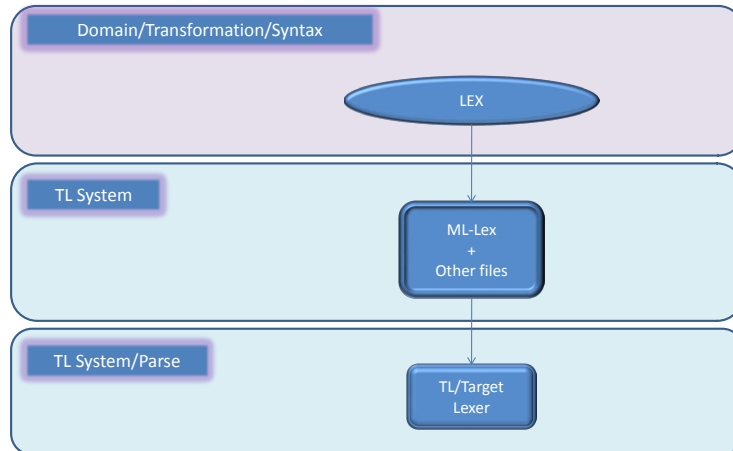 Domain/Transformation/Syntax
LEX
TL System
ML-Lex
+
Other files
TL System/Parse
TL/Target
Lexer